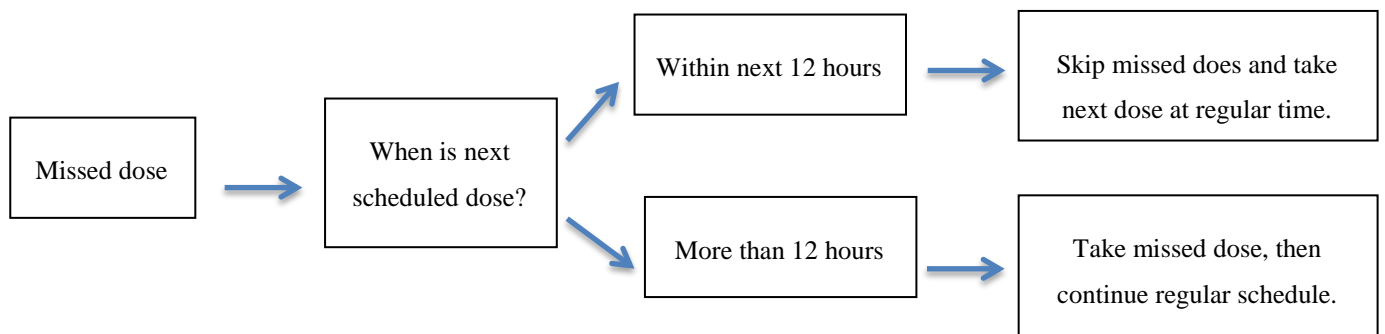 Missed dose
When is next
scheduled dose?
Within next 12 hours
Skip missed does and take
next dose at regular time.
More than 12 hours
Take missed dose, then
continue regular schedule.